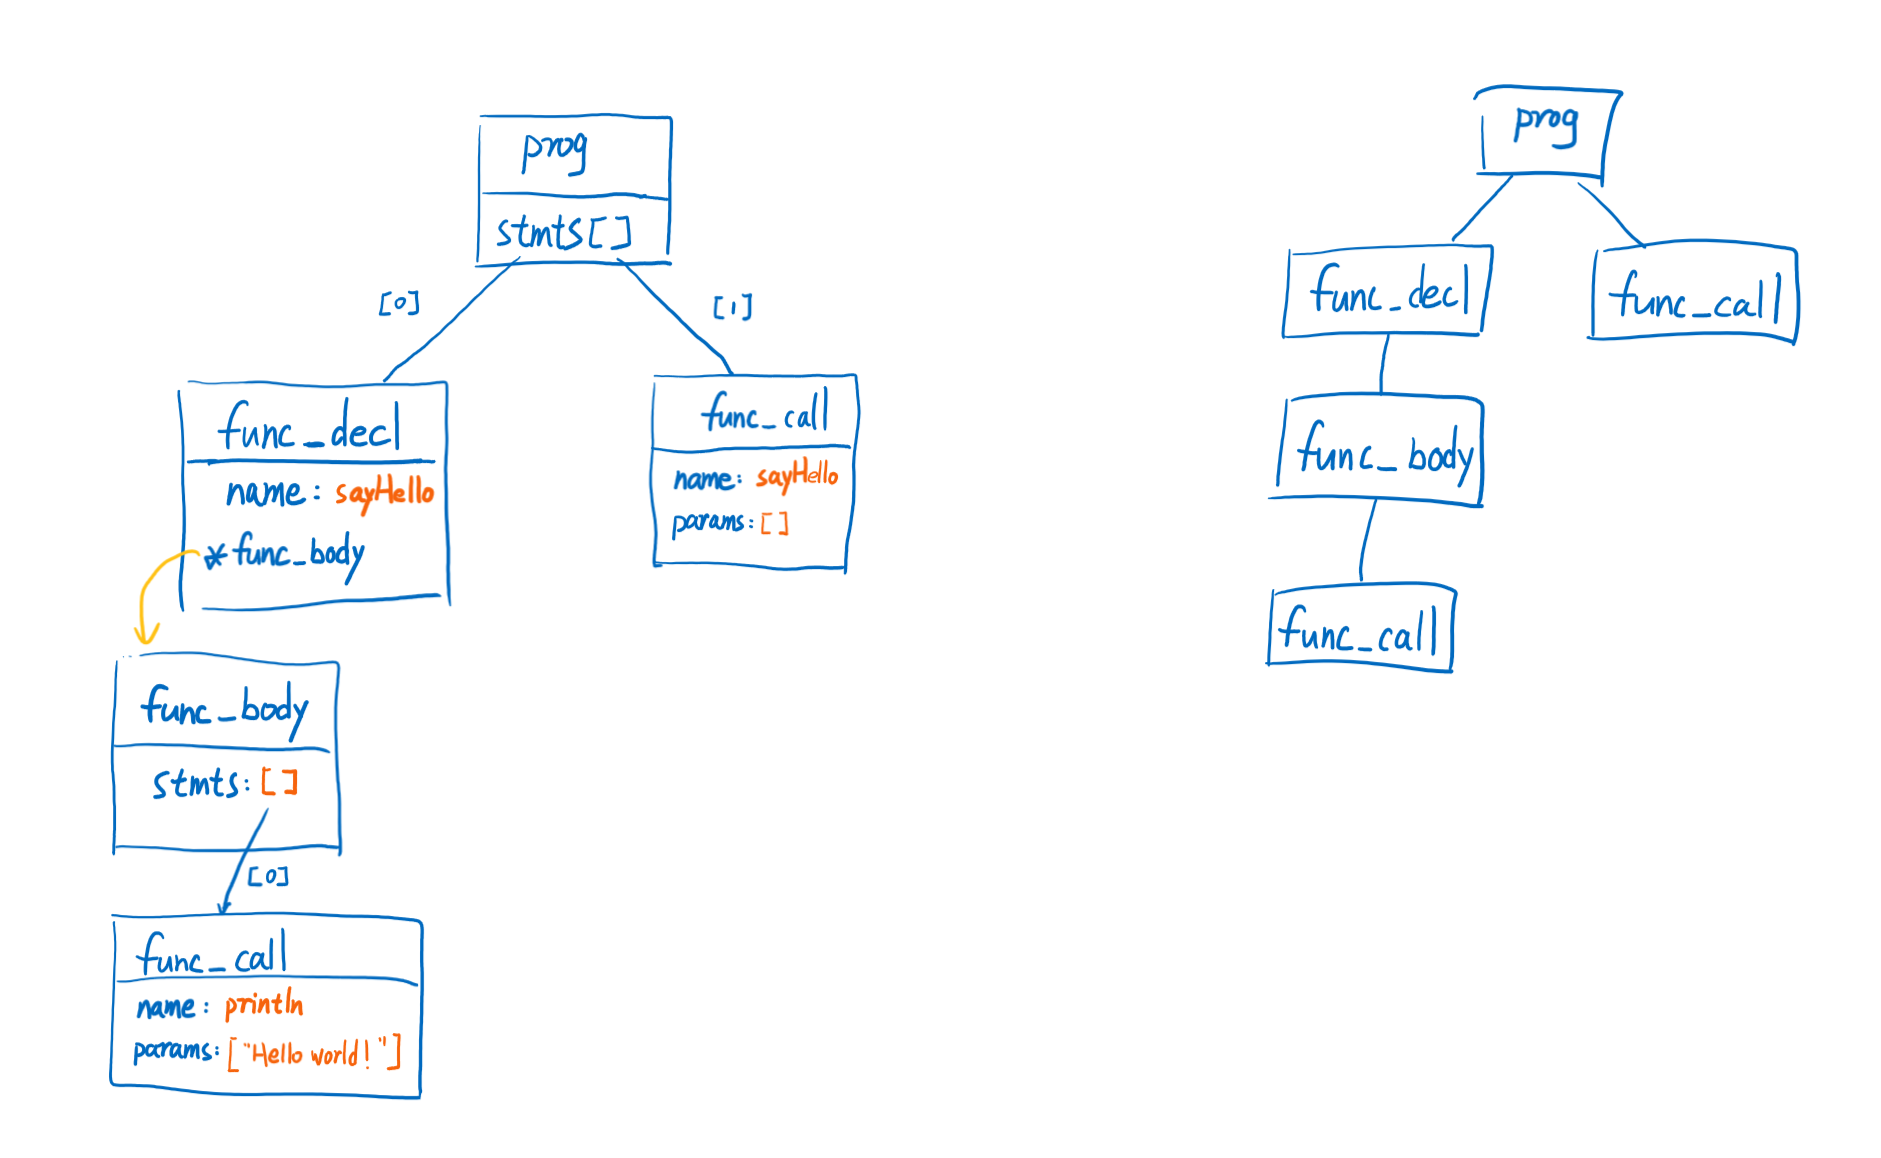 prog
stmts[]
[0]
[1]
func_decl
name: sayHello
*func_body
func_call
name: sayHello
params: []
func_body
stmts: []
[0]
func_call
name: println
params: ["Hello world!"]
prog
func_decl
func_call
func_body
func_call